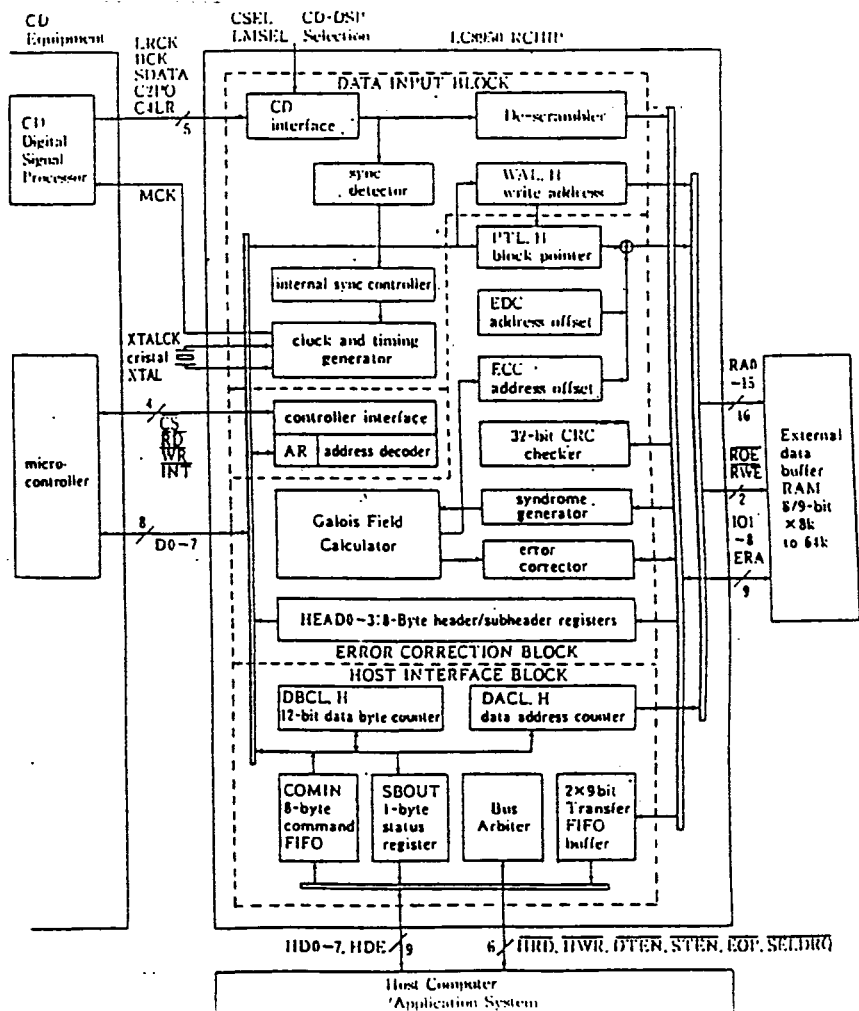 CD
Equipment
LRCK
BCK
SDATA
C2PO
C4LR
CSEL
LMSEL
CD-DSP
Selection
LC8950 RCHIP
DATA INPUT BLOCK
CD
Digital
Signal
Processor
5
CD
interface
De-scrambler
sync
detector
WAL, H
write address
MCK
PTL, H
block pointer
internal sync controller
EDC
address offset
XTALCK
cristal
XTAL
clock and timing
generator
ECC
address offset
RA0
-15
16
micro-
controller
4
CS
RD
WR
INT
controller interface
AR
address decoder
32-bit CRC
checker
ROE
RWE
2
External
data
buffer
RAM
8/9-bit
×8k
to 64k
8
D0-7
Galois Field
Calculator
syndrome
generator
error
corrector
IO1
-8
ERA
9
HEAD0-3:8-Byte header/subheader registers
ERROR CORRECTION BLOCK
HOST INTERFACE BLOCK
DBCL, H
12-bit data byte counter
DACL, H
data address counter
COMIN
8-byte
command
FIFO
SBOUT
1-byte
status
register
Bus
Arbiter
2×9bit
Transfer
FIFO
buffer
HD0-7, HDE
9
6
HRD, HWR, DTEN, STEN, EOP, SELDRQ
Host Computer
/Application System